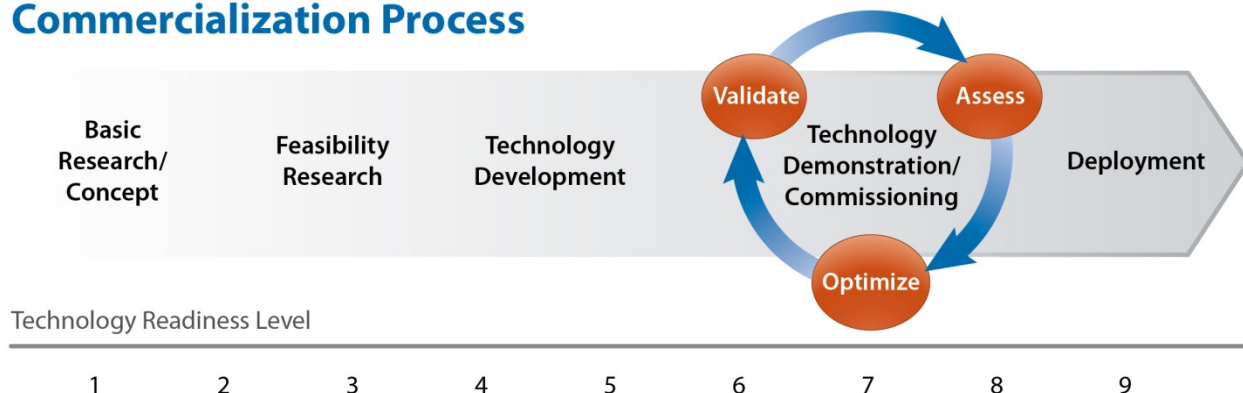 Commercialization Process
Basic
Research/
Concept
Feasibility
Research
Technology
Development
Validate
Assess
Technology
Demonstration/
Commissioning
Optimize
Deployment
Technology Readiness Level
1 2 3 4 5 6 7 8 9